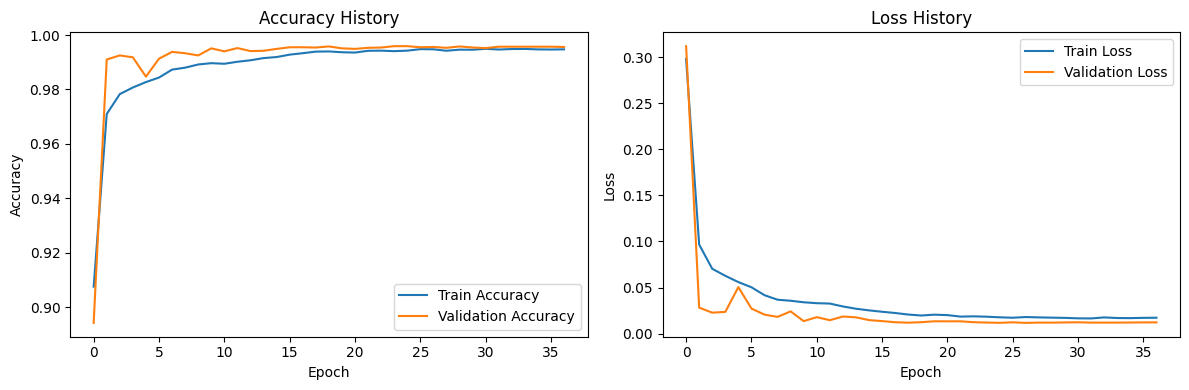 Accuracy History
1.00
0.98
0.96
0.94
0.92
0.90
Accuracy
0 5 10 15 20 25 30 35
Epoch
Train Accuracy
Validation Accuracy
Loss History
0.30
0.25
0.20
0.15
0.10
0.05
0.00
Loss
0 5 10 15 20 25 30 35
Epoch
Train Loss
Validation Loss